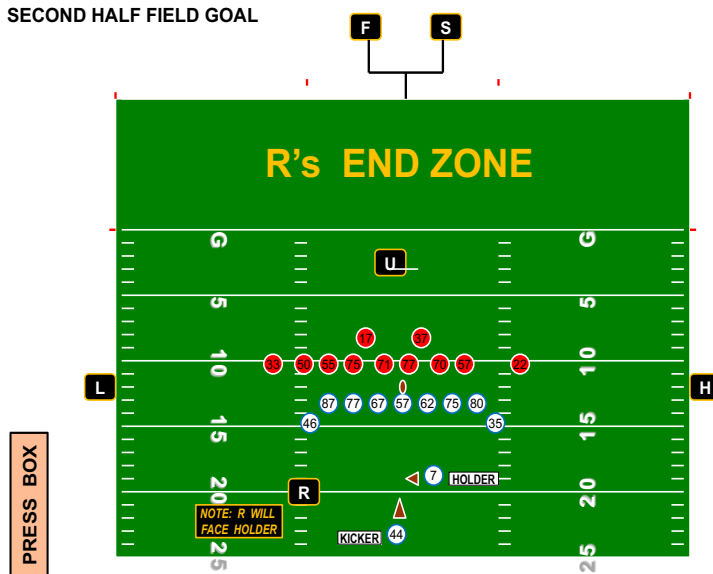 SECOND HALF FIELD GOAL
F S
R's END ZONE
G G
U
5 5
17 37
33 50 55 75 71 77 70 57 22
10 10
L H
87 77 67 57 62 75 80
46 35
15 15
7 HOLDER
R
20 20
NOTE: R WILL
FACE HOLDER
KICKER 44
25 25
PRESS BOX